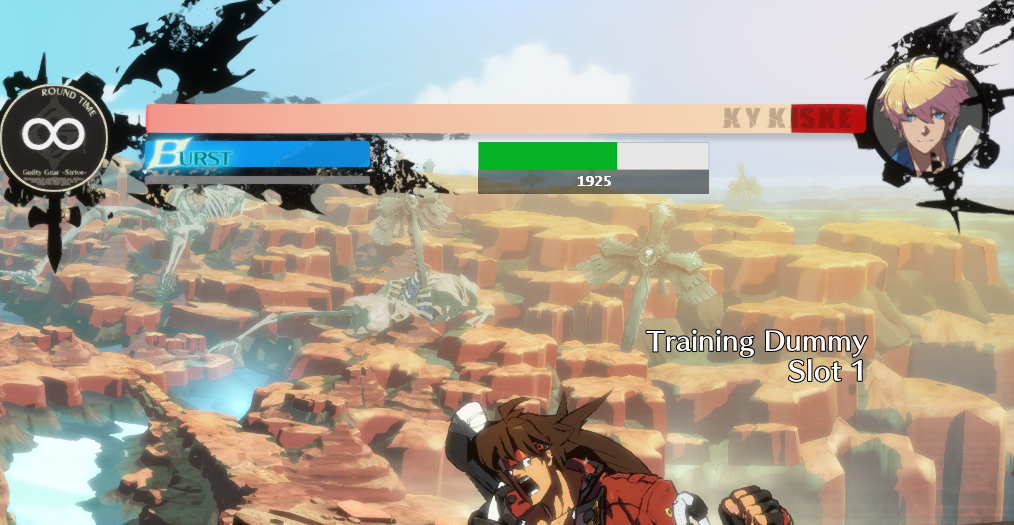 ROUND TIME
Guilty Gear -Strive-
KY KISKE
BURST
1925
Training Dummy
Slot 1